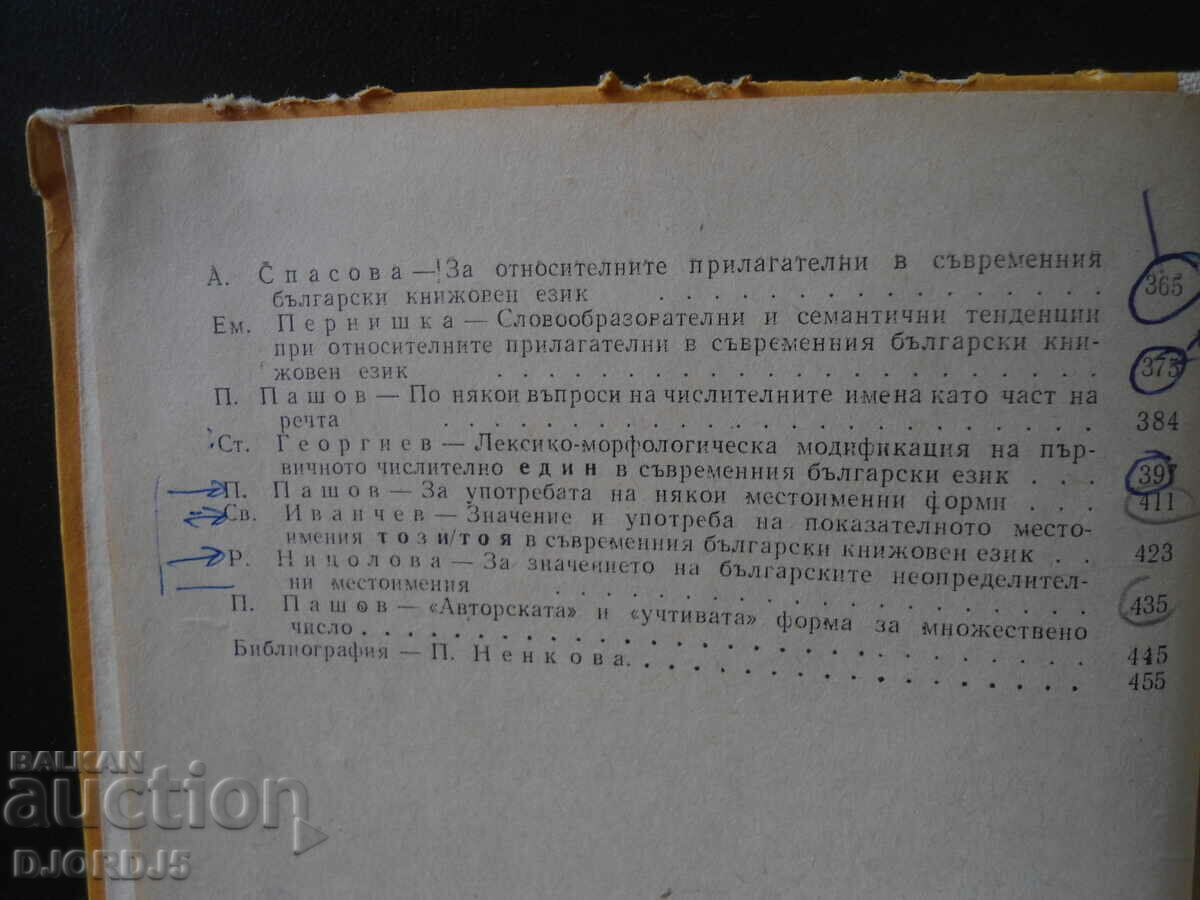 А. Спасова — За относителните прилагателни в съвременния
български книжовен език . . . . . . . . . . . . . . . . 365
Ем. Пернишка — Словообразователни и семантични тенденции
при относителните прилагателни в съвременния български кни-
жовен език . . . . . . . . . . . . . . . . . . . . . . 375
П. Пашов — По някои въпроси на числителните имена като част на
речта . . . . . . . . . . . . . . . . . . . . . . . . 384
Ст. Георгиев — Лексико-морфологическа модификация на пър-
вичното числително един в съвременния български език . . . 397
П. Пашов — За употребата на някои местоименни форми . . . 411
Св. Иванчев — Значение и употреба на показателното место-
имения този/тоя в съвременния български книжовен език . . 423
Р. Ницолова — За значението на българските неопределител-
ни местоимения . . . . . . . . . . . . . . . . . . . . 435
П. Пашов — «Авторската» и «учтивата» форма за множествено
число . . . . . . . . . . . . . . . . . . . . . . . . 445
Библиография — П. Ненкова . . . . . . . . . . . . . . . 455
BALKAN
auction
DJORDJ5